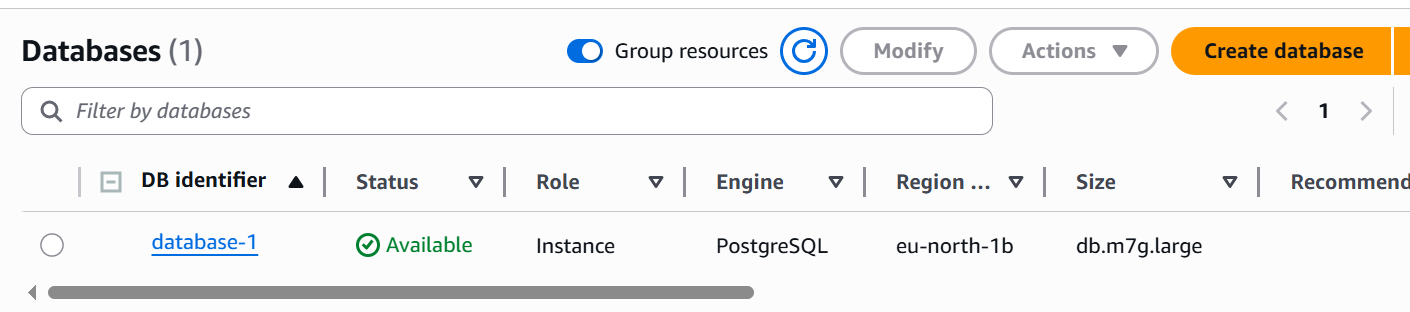 Databases (1) Group resources Modify Actions Create database
Filter by databases 1
DB identifier Status Role Engine Region ... Size Recommend
database-1 Available Instance PostgreSQL eu-north-1b db.m7g.large